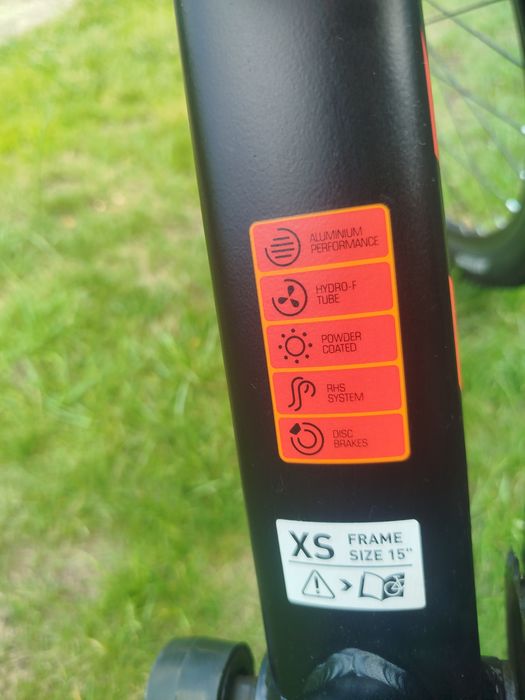 ALUMINIUM
PERFORMANCE
HYDRO-F
TUBE
POWDER
COATED
RHS
SYSTEM
DISC
BRAKES
XS FRAME
SIZE 15"